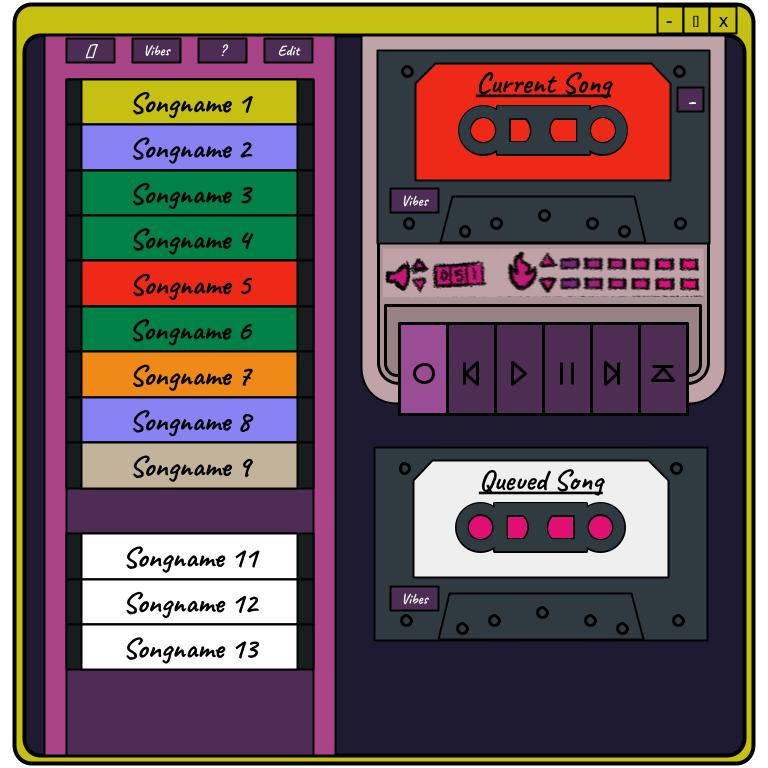 - x
Vibes ? Edit
Songname 1
Songname 2
Songname 3
Songname 4
Songname 5
Songname 6
Songname 7
Songname 8
Songname 9
Songname 11
Songname 12
Songname 13
Current Song
-
Vibes
051
Queued Song
Vibes